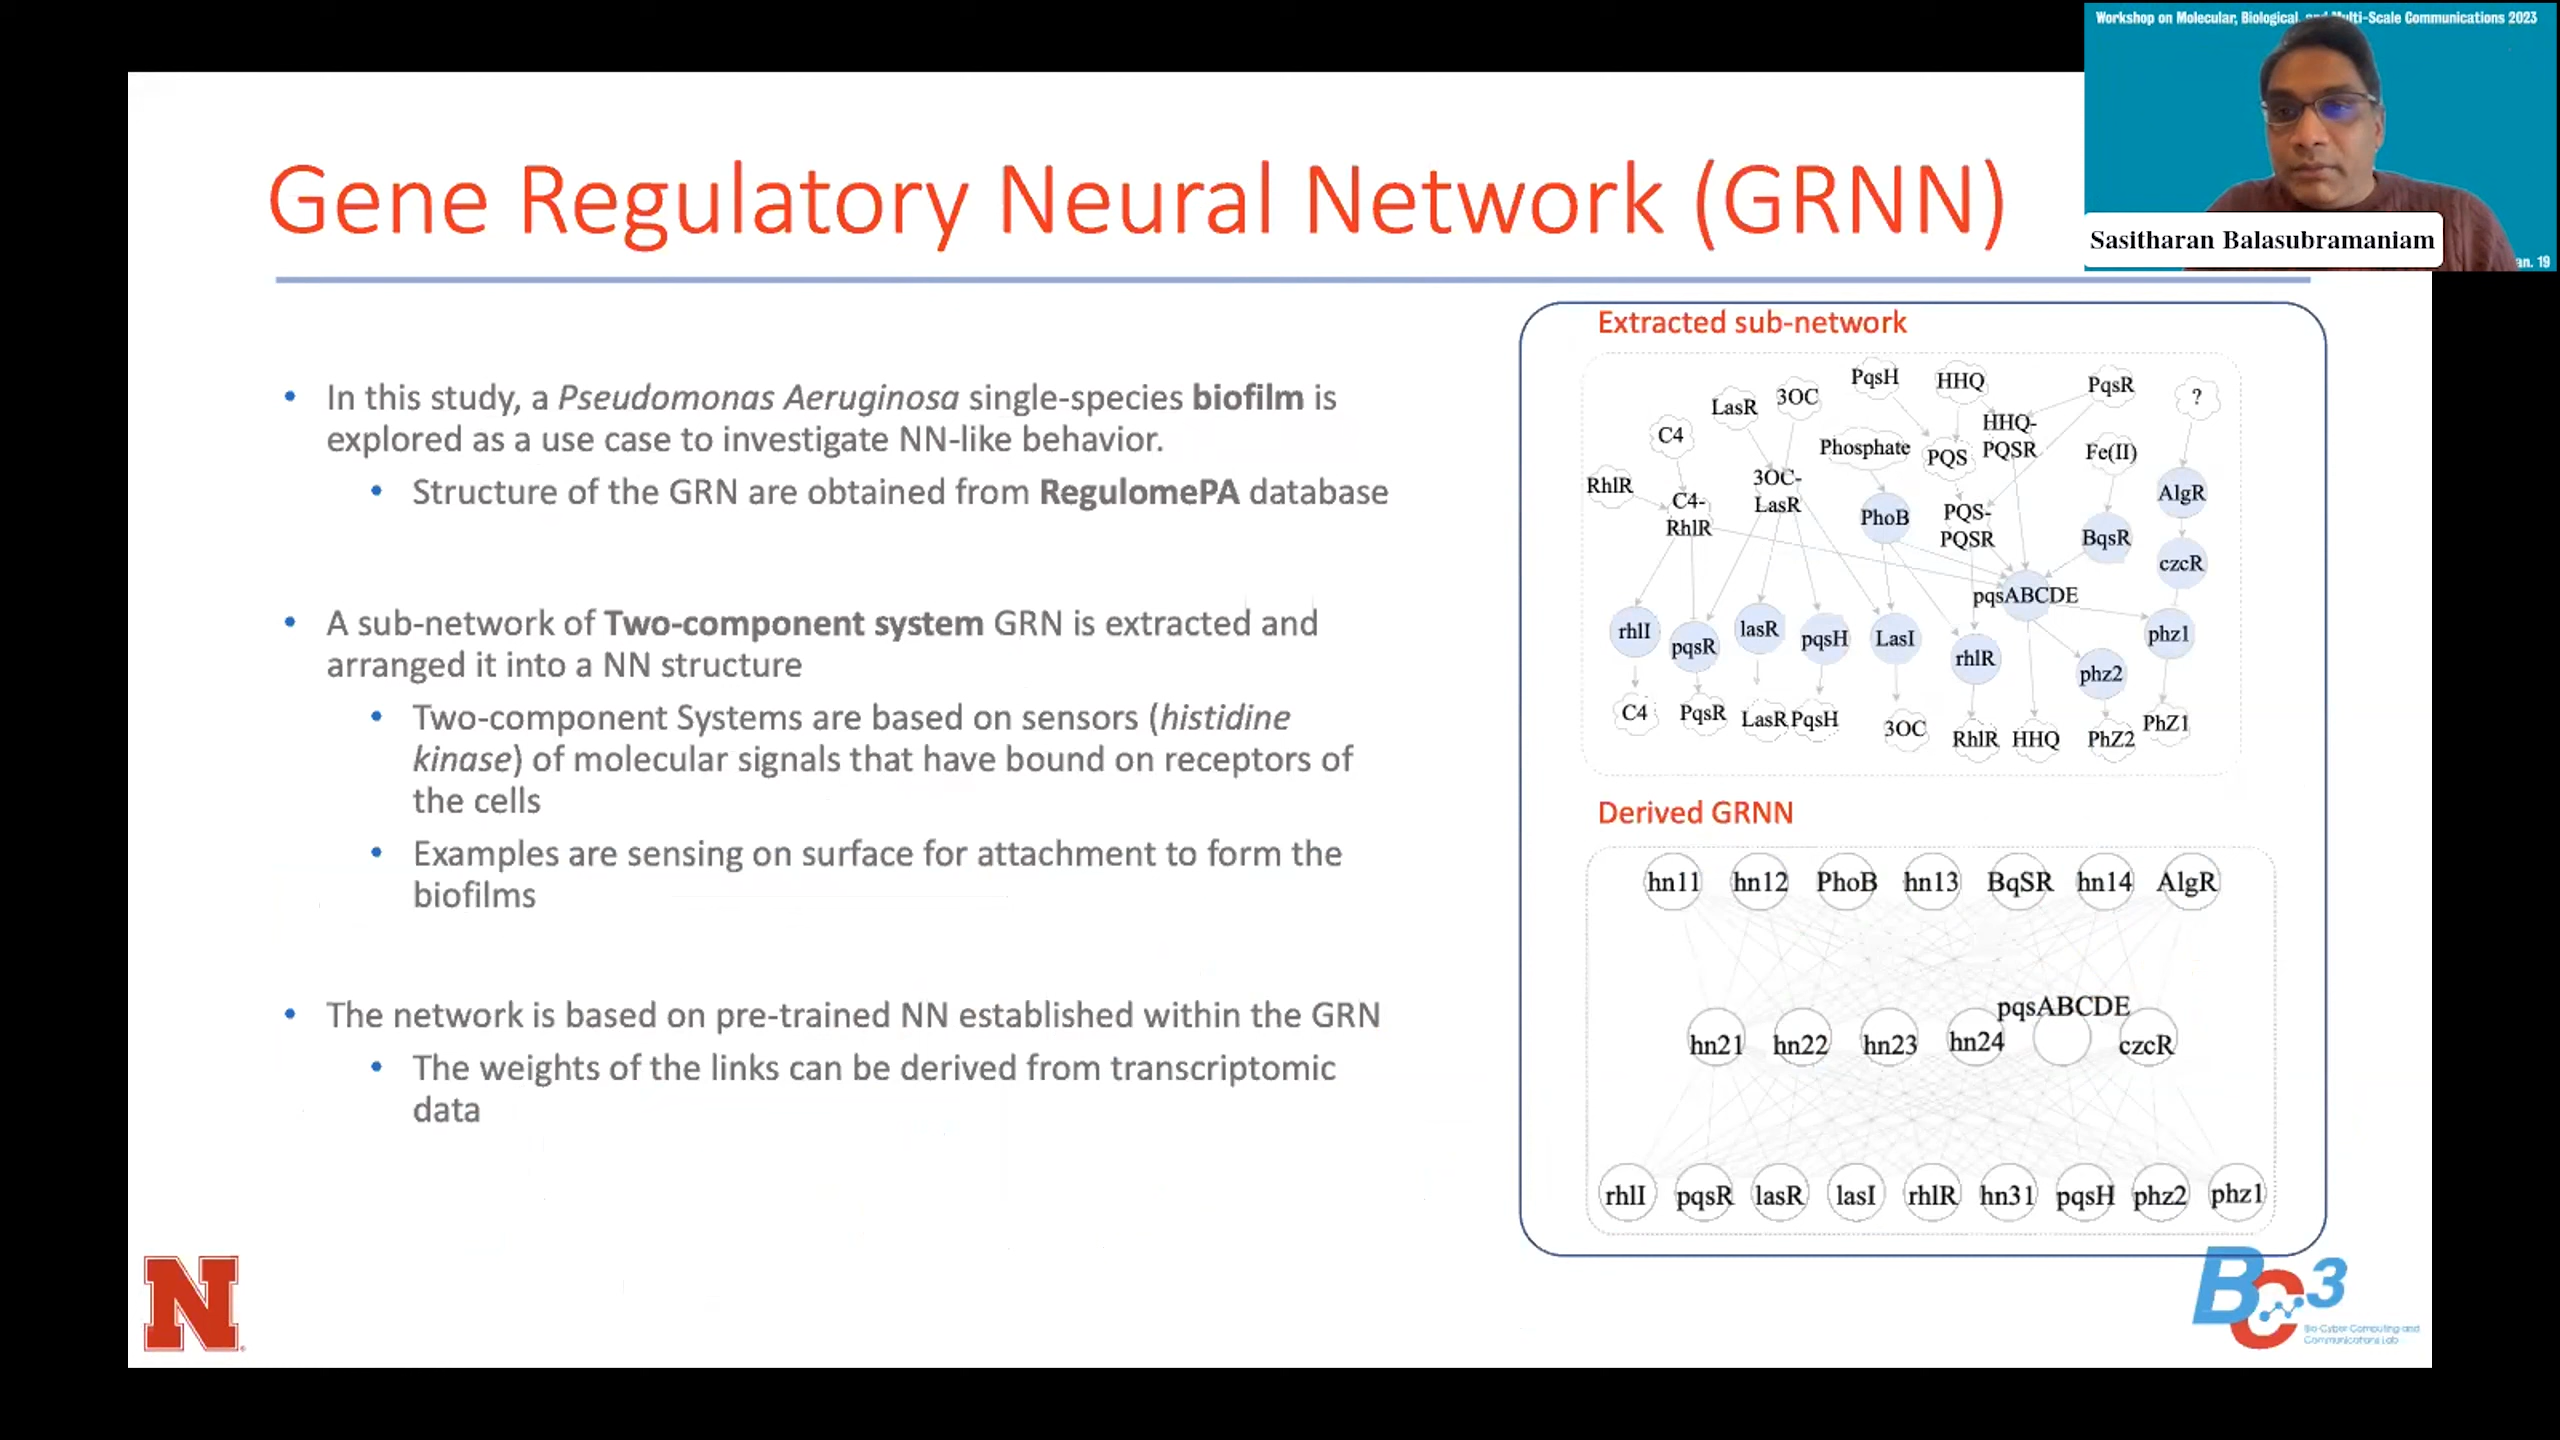 Workshop on Molecular, Biological, and Multi-Scale Communications 2023
Sasitharan Balasubramaniam
an. 19
Gene Regulatory Neural Network (GRNN)
• In this study, a Pseudomonas Aeruginosa single-species biofilm is
explored as a use case to investigate NN-like behavior.
• Structure of the GRN are obtained from RegulomePA database
• A sub-network of Two-component system GRN is extracted and
arranged it into a NN structure
• Two-component Systems are based on sensors (histidine
kinase) of molecular signals that have bound on receptors of
the cells
• Examples are sensing on surface for attachment to form the
biofilms
• The network is based on pre-trained NN established within the GRN
• The weights of the links can be derived from transcriptomic
data
Extracted sub-network
PqsH HHQ PqsR ?
LasR 3OC
C4 Phosphate PQS HHQ-
PQSR Fe(II)
RhlR C4-
RhlR 3OC-
LasR PhoB PQS-
PQSR BqsR AlgR
czcR
pqsABCDE
rhlI pqsR lasR pqsH LasI rhlR phz2 phz1
C4 PqsR LasR PqsH 3OC RhlR HHQ PhZ2 PhZ1
Derived GRNN
hn11 hn12 PhoB hn13 BqSR hn14 AlgR
pqsABCDE
hn21 hn22 hn23 hn24 czcR
rhlI pqsR lasR lasI rhlR hn31 pqsH phz2 phz1
N
BC3
Bio-Cyber Computing and
Communications Lab